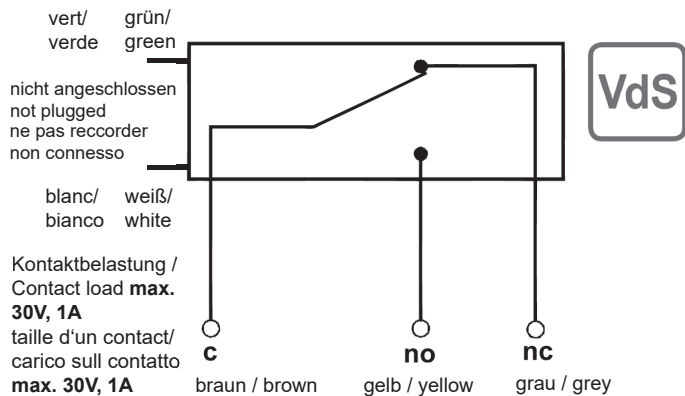 vert/ grün/
verde green
nicht angeschlossen
not plugged
ne pas reccorder
non connesso
blanc/ weiß/
bianco white
VdS
Kontaktbelastung /
Contact load max.
30V, 1A
taille d‘un contact/
carico sull contatto
max. 30V, 1A
c no nc
braun / brown gelb / yellow grau / grey